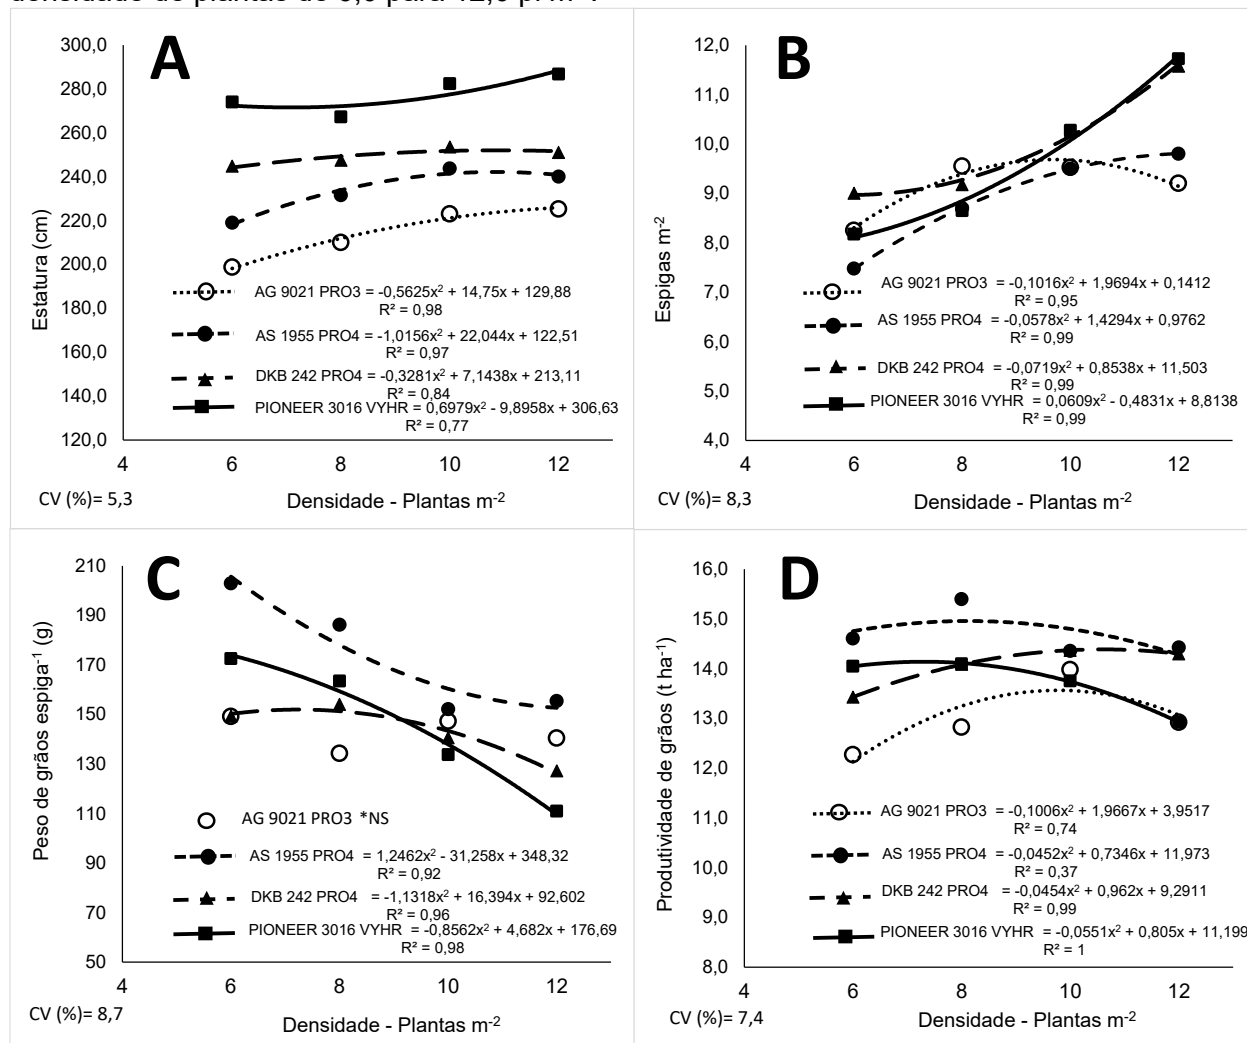 A
300,0
280,0
260,0
240,0
220,0
200,0
180,0
160,0
140,0
120,0
Estatura (cm)
AG 9021 PRO3 = -0,5625x² + 14,75x + 129,88
R² = 0,98
AS 1955 PRO4 = -1,0156x² + 22,044x + 122,51
R² = 0,97
DKB 242 PRO4 = -0,3281x² + 7,1438x + 213,11
R² = 0,84
PIONEER 3016 VYHR = 0,6979x² - 9,8958x + 306,63
R² = 0,77
4 6 8 10 12
CV (%)= 5,3
Densidade - Plantas m⁻²
B
12,0
11,0
10,0
9,0
8,0
7,0
6,0
5,0
4,0
Espigas m⁻²
AG 9021 PRO3 = -0,1016x² + 1,9694x + 0,1412
R² = 0,95
AS 1955 PRO4 = -0,0578x² + 1,4294x + 0,9762
R² = 0,99
DKB 242 PRO4 = -0,0719x² + 0,8538x + 11,503
R² = 0,99
PIONEER 3016 VYHR = 0,0609x² - 0,4831x + 8,8138
R² = 0,99
4 6 8 10 12
CV (%)= 8,3
Densidade - Plantas m⁻²
C
210
190
170
150
130
110
90
70
50
Peso de grãos espiga⁻¹ (g)
AG 9021 PRO3 *NS
AS 1955 PRO4 = 1,2462x² - 31,258x + 348,32
R² = 0,92
DKB 242 PRO4 = -1,1318x² + 16,394x + 92,602
R² = 0,96
PIONEER 3016 VYHR = -0,8562x² + 4,682x + 176,69
R² = 0,98
4 6 8 10 12
CV (%)= 8,7
Densidade - Plantas m⁻²
D
16,0
15,0
14,0
13,0
12,0
11,0
10,0
9,0
8,0
Produtividade de grãos (t ha⁻¹)
AG 9021 PRO3 = -0,1006x² + 1,9667x + 3,9517
R² = 0,74
AS 1955 PRO4 = -0,0452x² + 0,7346x + 11,973
R² = 0,37
DKB 242 PRO4 = -0,0454x² + 0,962x + 9,2911
R² = 0,99
PIONEER 3016 VYHR = -0,0551x² + 0,805x + 11,199
R² = 1
4 6 8 10 12
CV (%)= 7,4
Densidade - Plantas m⁻²